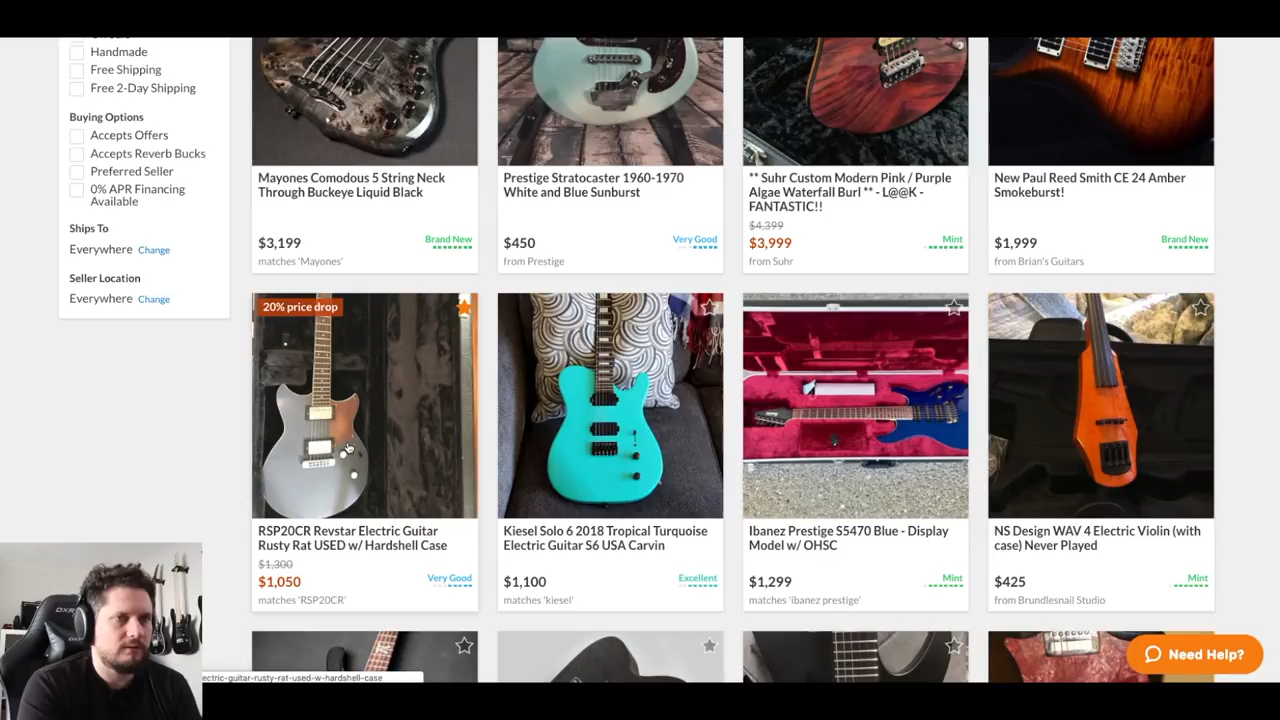 Handmade
Free Shipping
Free 2-Day Shipping
Buying Options
Accepts Offers
Accepts Reverb Bucks
Preferred Seller
0% APR Financing
Available
Ships To
Everywhere Change
Seller Location
Everywhere Change
Mayones Comodous 5 String Neck
Through Buckeye Liquid Black
$3,199
Brand New
matches 'Mayones'
Prestige Stratocaster 1960-1970
White and Blue Sunburst
$450
Very Good
from Prestige
** Suhr Custom Modern Pink / Purple
Algae Waterfall Burl ** - L@@K -
FANTASTIC!!
$4,399
$3,999
Mint
from Suhr
New Paul Reed Smith CE 24 Amber
Smokeburst!
$1,999
Brand New
from Brian's Guitars
20% price drop
RSP20CR Revstar Electric Guitar
Rusty Rat USED w/ Hardshell Case
$1,300
$1,050
Very Good
matches 'RSP20CR'
Kiesel Solo 6 2018 Tropical Turquoise
Electric Guitar S6 USA Carvin
$1,100
Excellent
matches 'kiesel'
Ibanez Prestige S5470 Blue - Display
Model w/ OHSC
$1,299
Mint
matches 'ibanez prestige'
NS Design WAV 4 Electric Violin (with
case) Never Played
$425
Mint
from Brundlesnail Studio
Need Help?
ectric-guitar-rusty-rat-used-w-hardshell-case